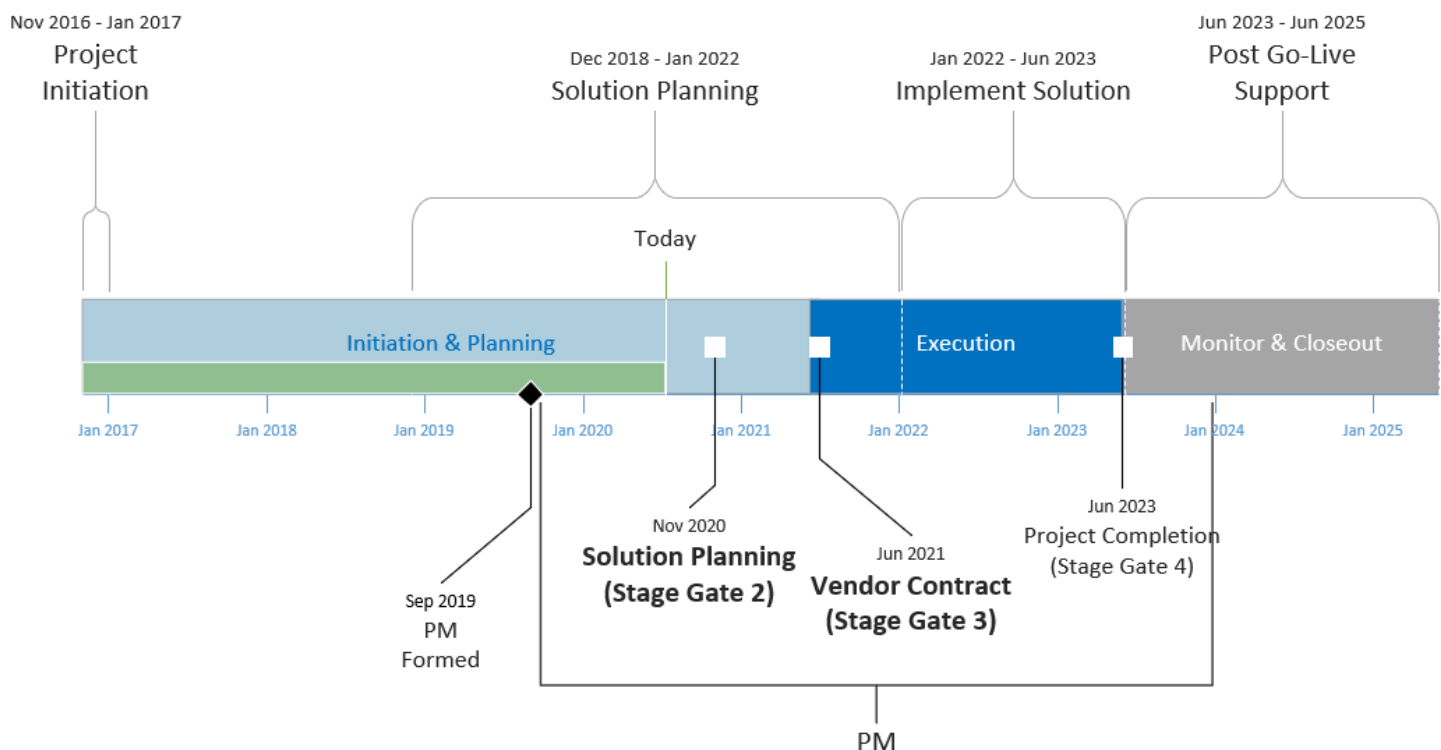 Nov 2016 - Jan 2017
Project
Initiation
Dec 2018 - Jan 2022
Solution Planning
Jan 2022 - Jun 2023
Implement Solution
Jun 2023 - Jun 2025
Post Go-Live
Support
Today
Initiation & Planning
Execution
Monitor & Closeout
Jan 2017
Jan 2018
Jan 2019
Jan 2020
Jan 2021
Jan 2022
Jan 2023
Jan 2024
Jan 2025
Sep 2019
PM
Formed
Nov 2020
Solution Planning
(Stage Gate 2)
Jun 2021
Vendor Contract
(Stage Gate 3)
Jun 2023
Project Completion
(Stage Gate 4)
PM